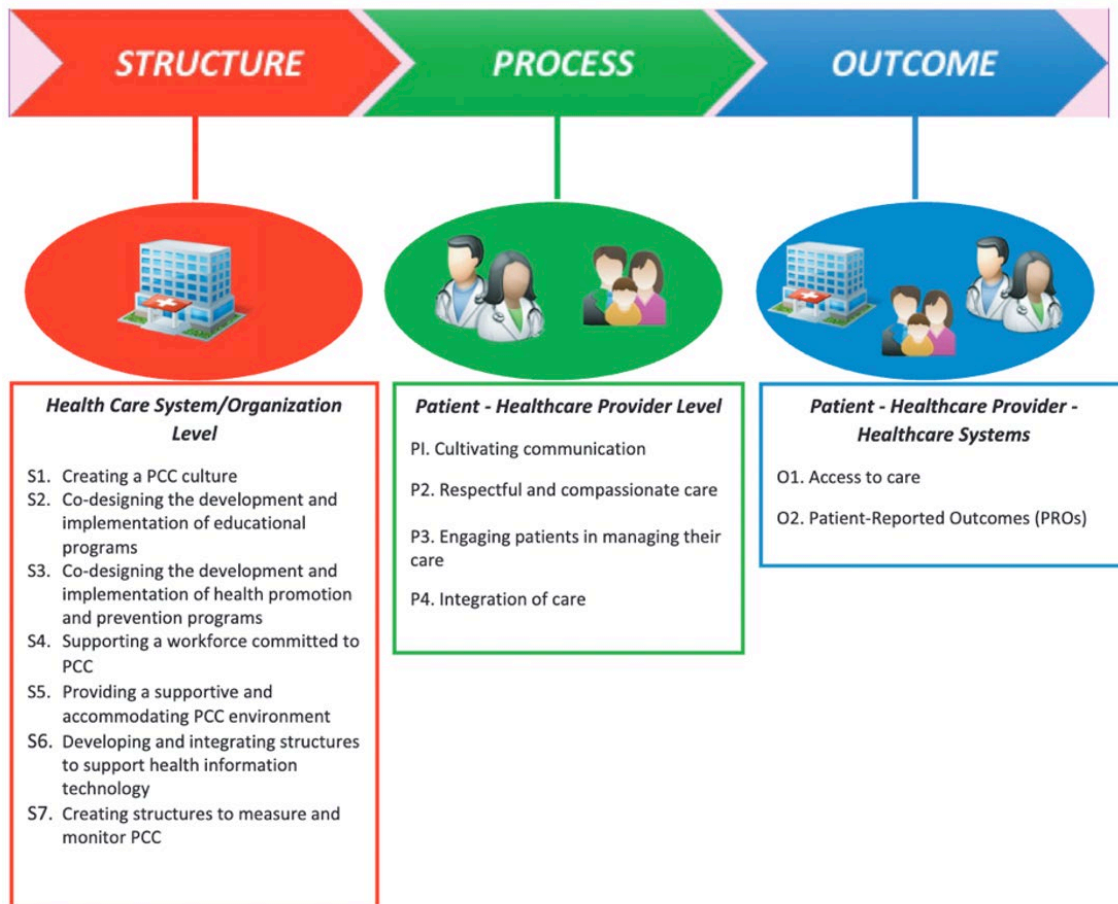 STRUCTURE
PROCESS
OUTCOME
Health Care System/Organization
Level
S1. Creating a PCC culture
S2. Co-designing the development and
implementation of educational
programs
S3. Co-designing the development and
implementation of health promotion
and prevention programs
S4. Supporting a workforce committed to
PCC
S5. Providing a supportive and
accommodating PCC environment
S6. Developing and integrating structures
to support health information
technology
S7. Creating structures to measure and
monitor PCC
Patient - Healthcare Provider Level
PI. Cultivating communication
P2. Respectful and compassionate care
P3. Engaging patients in managing their
care
P4. Integration of care
Patient - Healthcare Provider -
Healthcare Systems
O1. Access to care
O2. Patient-Reported Outcomes (PROs)